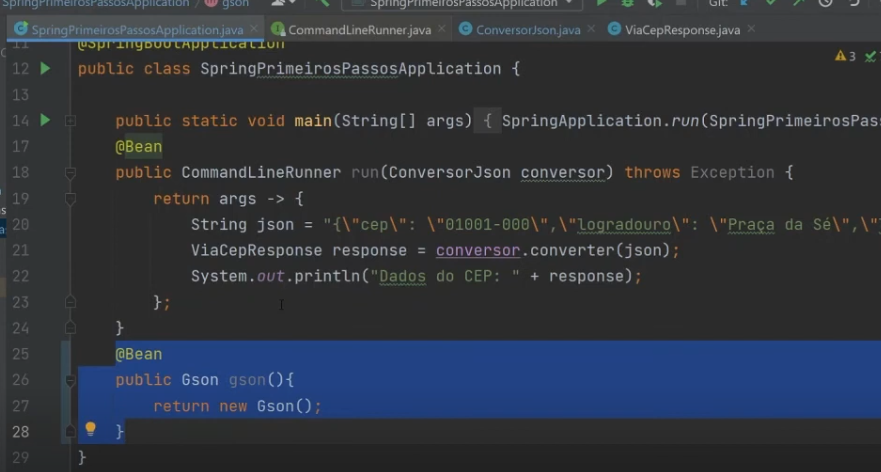 SpringPrimeirosPassosApplication gson SpringPrimeirosPassosApplication Git:
SpringPrimeirosPassosApplication.java CommandLineRunner.java ConversorJson.java ViaCepResponse.java
11 @SpringBootApplication
12 public class SpringPrimeirosPassosApplication { 3
13
14 public static void main(String[] args) { SpringApplication.run(SpringPrimeirosPass
17 @Bean
18 public CommandLineRunner run(ConversorJson conversor) throws Exception {
19 return args -> {
20 String json = "{\"cep\": \"01001-000\",\"logradouro\": \"Praça da Sé\",\"
21 ViaCepResponse response = conversor.converter(json);
22 System.out.println("Dados do CEP: " + response);
23 };
24 }
25 @Bean
26 public Gson gson(){
27 return new Gson();
28 }
29 }